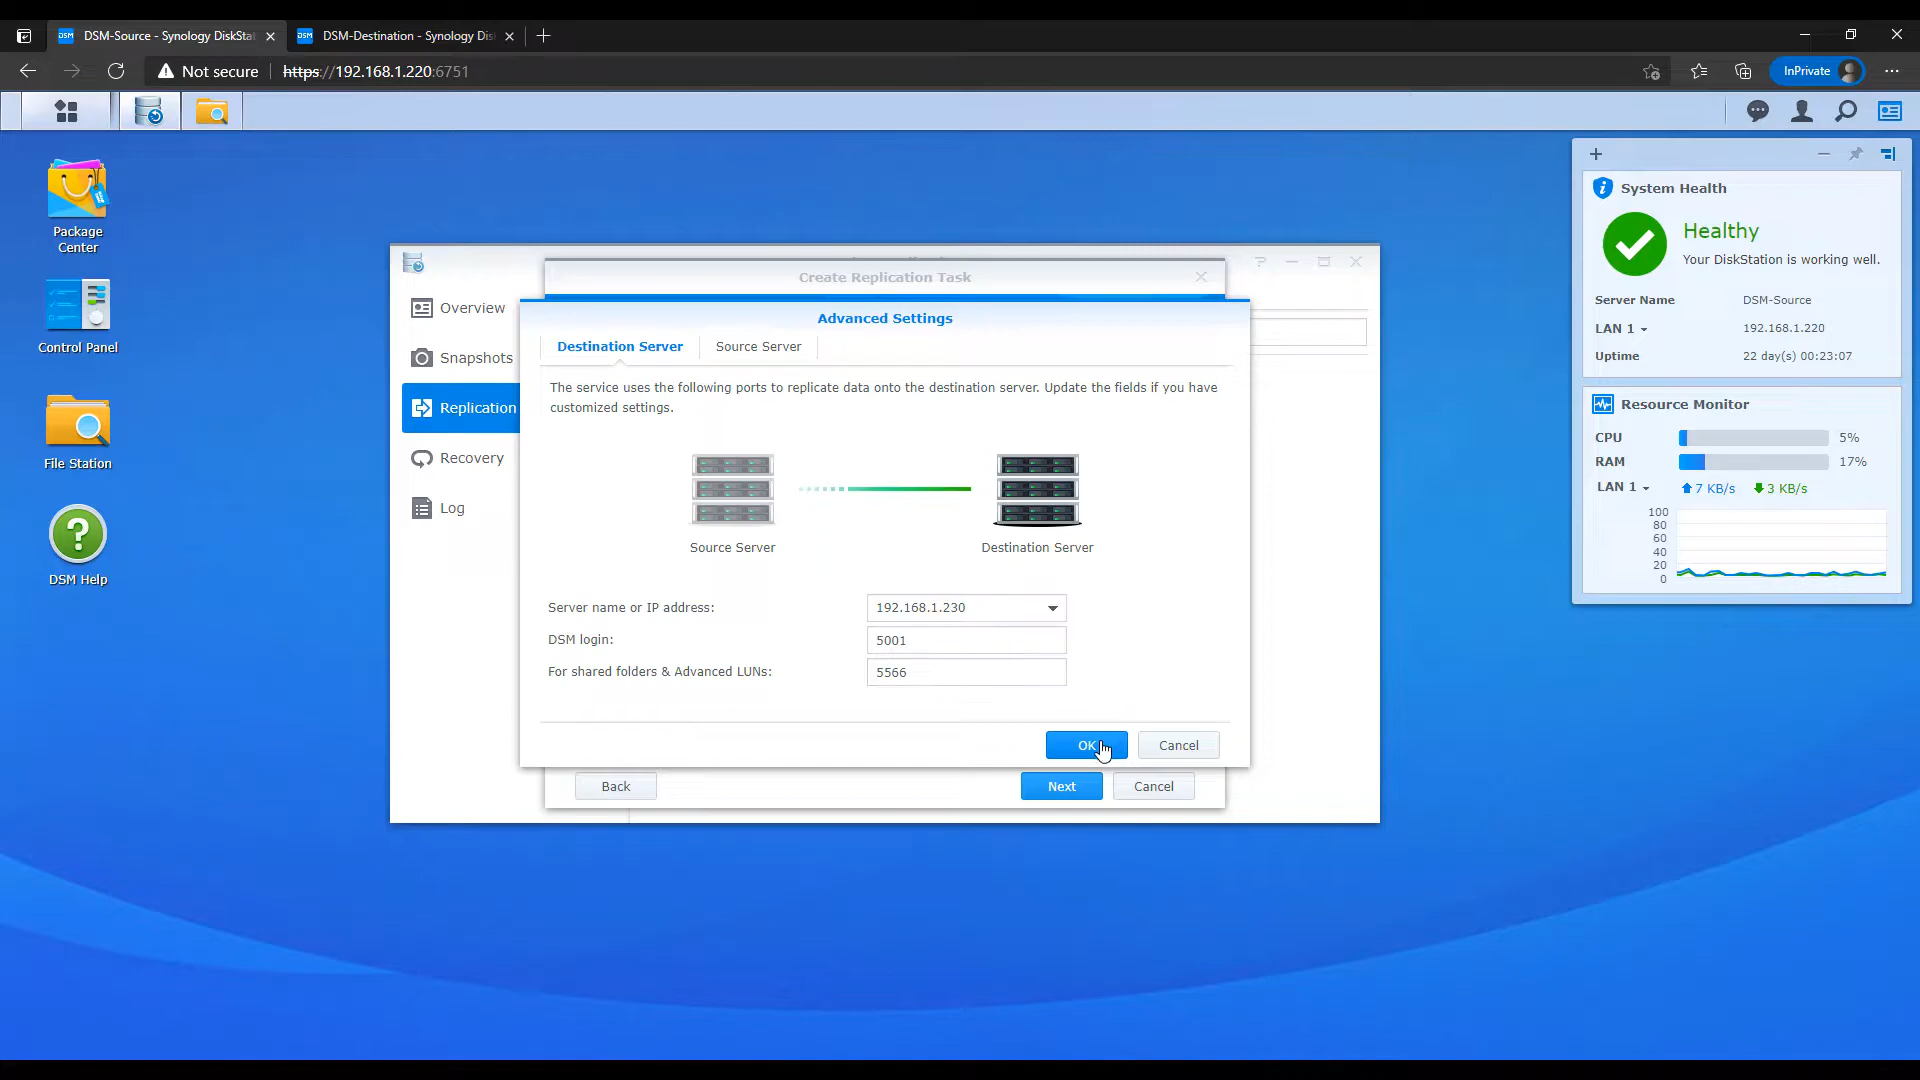 DSM-Source - Synology DiskStat
DSM-Destination - Synology Dis
Not secure
https://192.168.1.220:6751
InPrivate
Package
Center
Control Panel
File Station
DSM Help
Overview
Snapshots
Replication
Recovery
Log
Create Replication Task
Advanced Settings
Destination Server
Source Server
The service uses the following ports to replicate data onto the destination server. Update the fields if you have
customized settings.
Source Server
Destination Server
Server name or IP address:
192.168.1.230
DSM login:
5001
For shared folders & Advanced LUNs:
5566
OK
Cancel
Back
Next
Cancel
System Health
Healthy
Your DiskStation is working well.
Server Name
DSM-Source
LAN 1
192.168.1.220
Uptime
22 day(s) 00:23:07
Resource Monitor
CPU
5%
RAM
17%
LAN 1
7 KB/s
3 KB/s
100
80
60
40
20
0